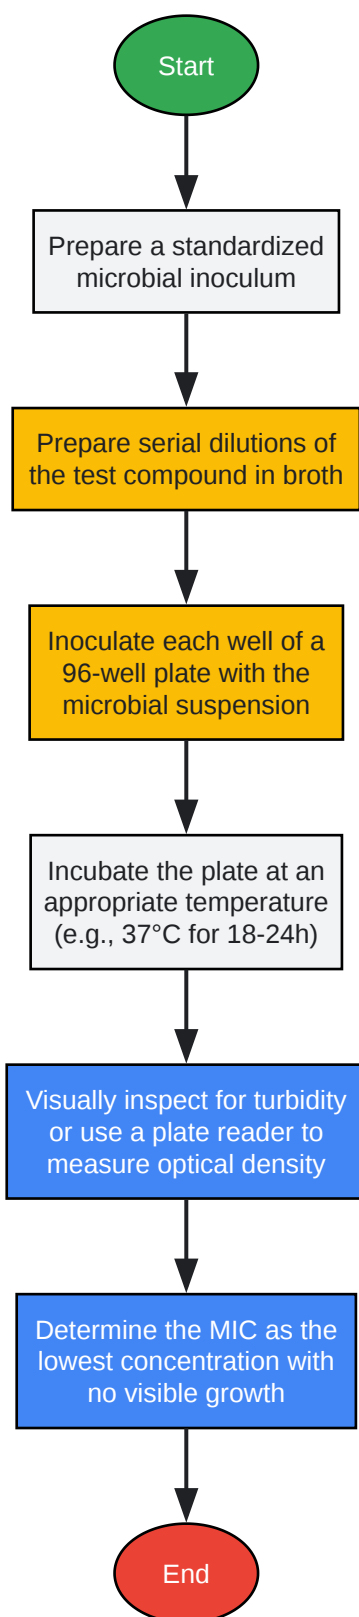 Start
Prepare a standardized
microbial inoculum
Prepare serial dilutions of
the test compound in broth
Inoculate each well of a
96-well plate with the
microbial suspension
Incubate the plate at an
appropriate temperature
(e.g., 37°C for 18-24h)
Visually inspect for turbidity
or use a plate reader to
measure optical density
Determine the MIC as the
lowest concentration with
no visible growth
End